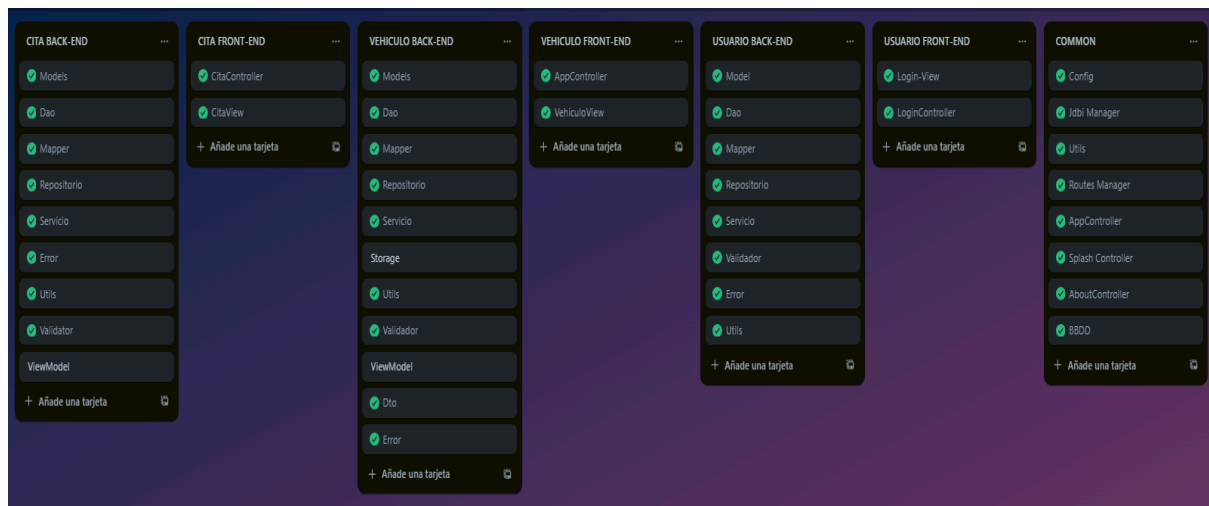 CITA BACK-END
Models
Dao
Mapper
Repositorio
Servicio
Error
Utils
Validator
ViewModel
+ Añade una tarjeta
CITA FRONT-END
CitaController
CitaView
+ Añade una tarjeta
VEHICULO BACK-END
Models
Dao
Mapper
Repositorio
Servicio
Storage
Utils
Validador
ViewModel
Dto
Error
+ Añade una tarjeta
VEHICULO FRONT-END
AppController
VehiculoView
+ Añade una tarjeta
USUARIO BACK-END
Model
Dao
Mapper
Repositorio
Servicio
Validador
Error
Utils
+ Añade una tarjeta
USUARIO FRONT-END
Login-View
LoginController
+ Añade una tarjeta
COMMON
Config
Jdbi Manager
Utils
Routes Manager
AppController
Splash Controller
AboutController
BBDD
+ Añade una tarjeta